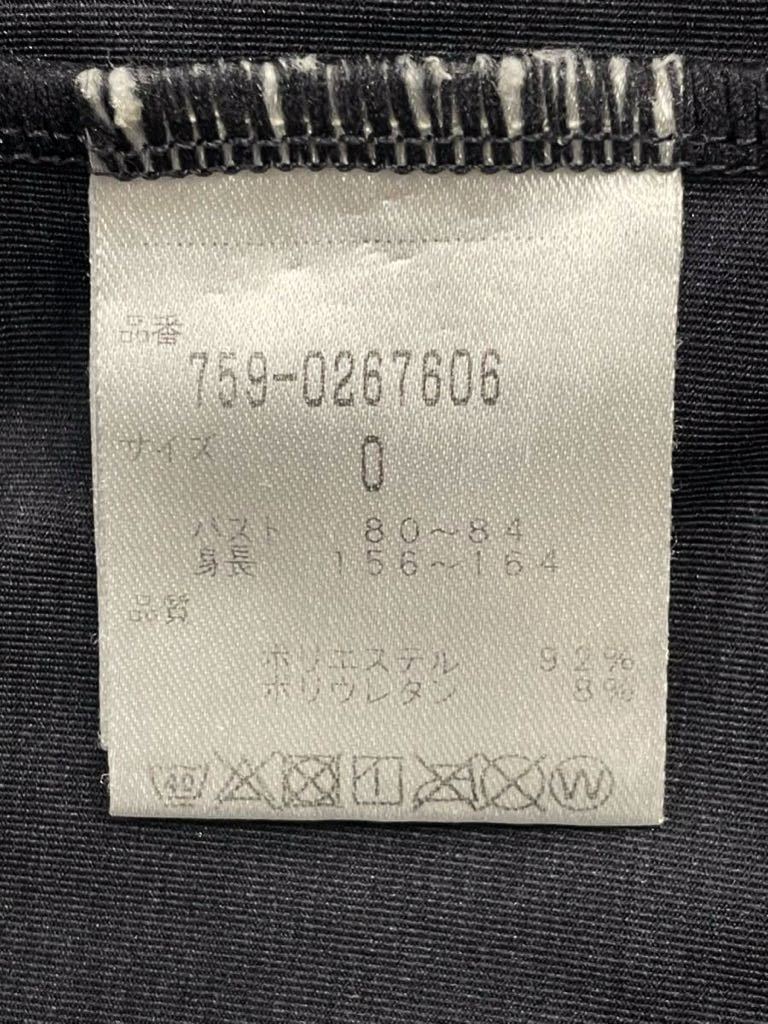 品番
759-0267606
サイズ 0
バスト 80～84
身長 156～164
品質
ポリエステル 92%
ポリウレタン 8%
40 W